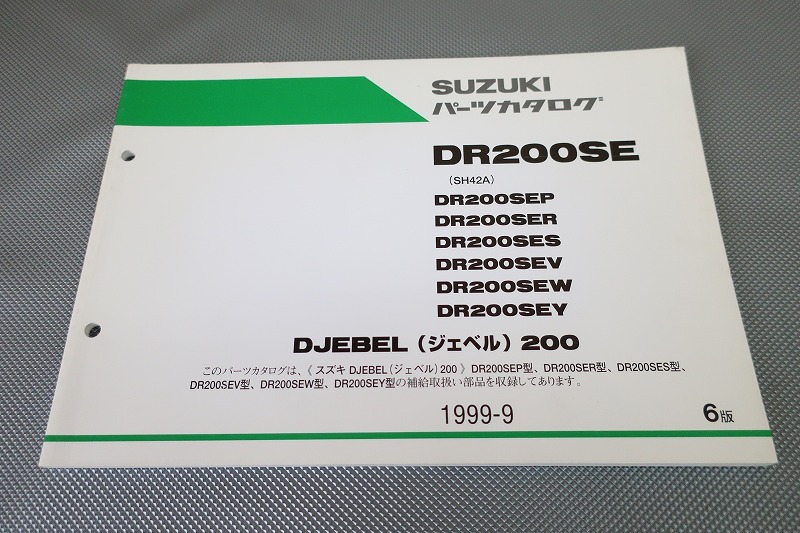 SUZUKI
パーツカタログ
DR200SE
(SH42A)
DR200SEP
DR200SER
DR200SES
DR200SEV
DR200SEW
DR200SEY
DJEBEL (ジェベル) 200
このパーツカタログは、《 スズキ DJEBEL(ジェベル)200 》 DR200SEP型、DR200SER型、DR200SES型、
DR200SEV型、DR200SEW型、DR200SEY型の補給取扱い部品を収録してあります。
1999-9
6版